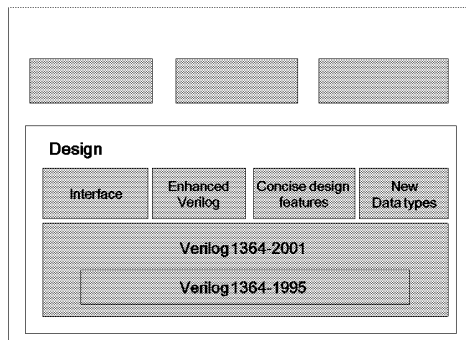 Design
Interface
Enhanced
Verilog
Concise design
features
New
Data types
Verilog 1364-2001
Verilog 1364-1995